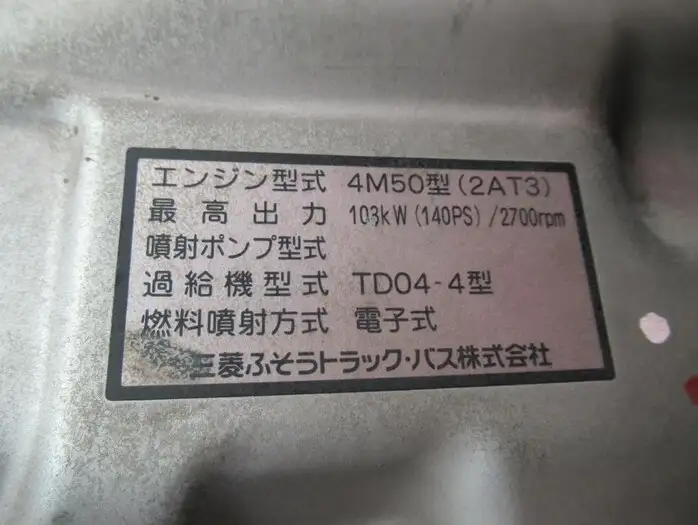 エンジン型式 4M50型(2AT3)
最高出力 103kW(140PS)/2700rpm
噴射ポンプ型式
過給機型式 TD04-4型
燃料噴射方式 電子式
三菱ふそうトラック・バス株式会社